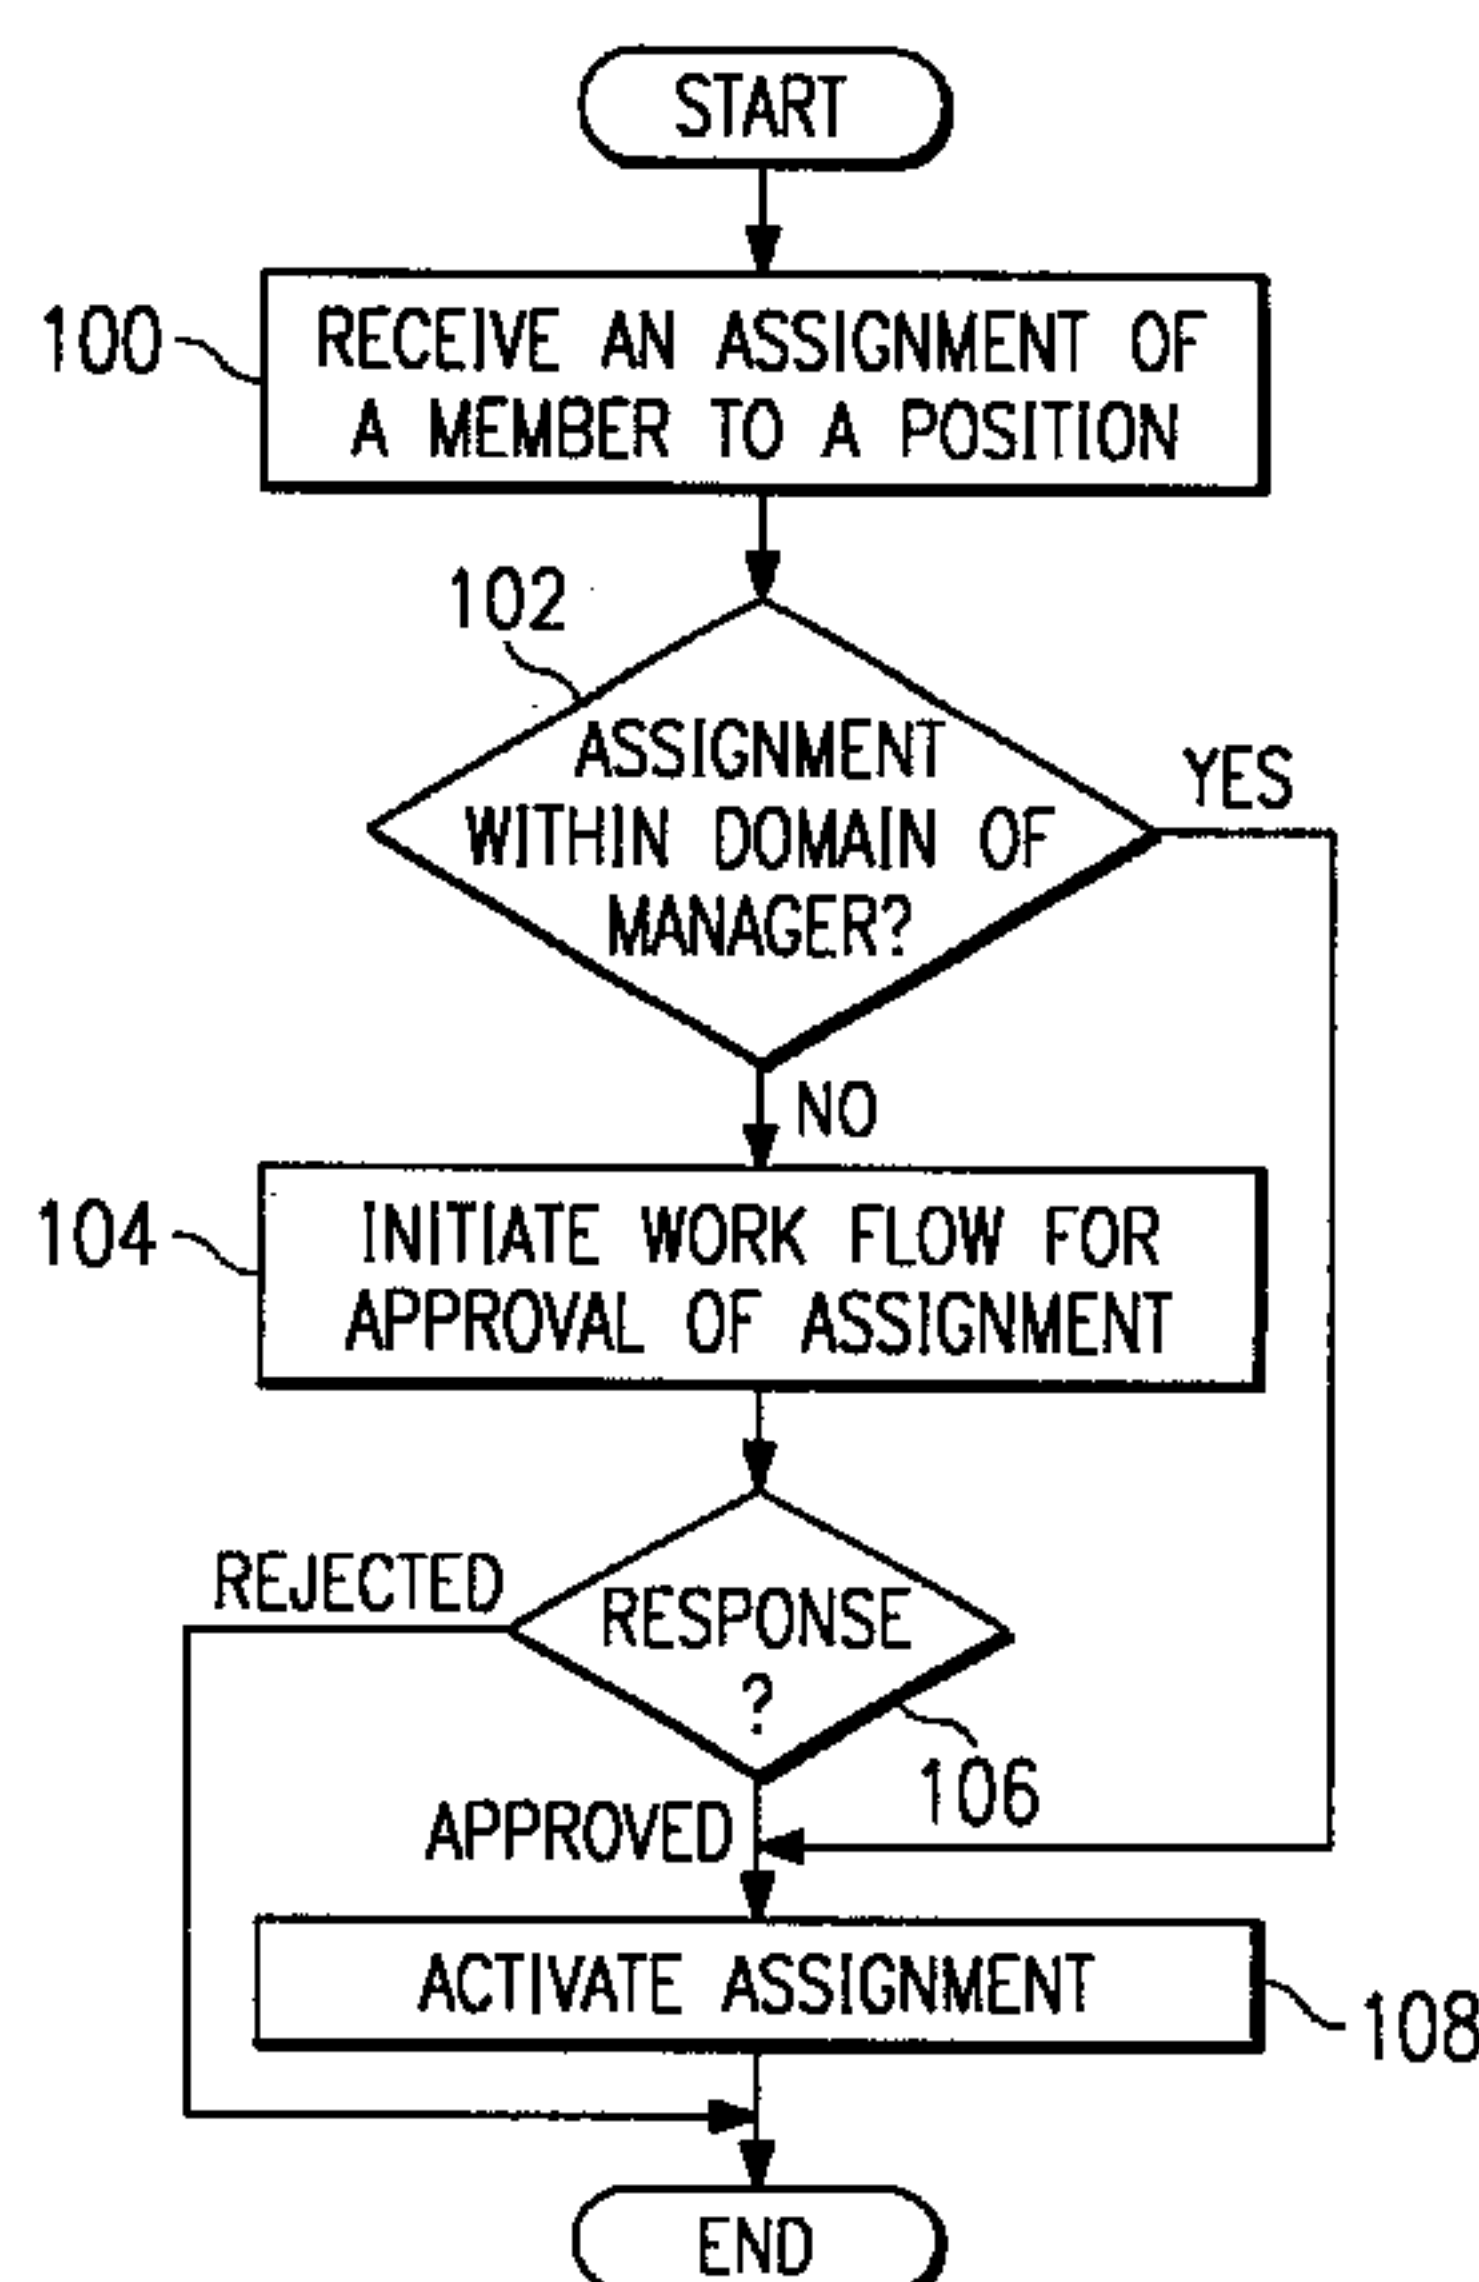 START
100
RECEIVE AN ASSIGNMENT OF
A MEMBER TO A POSITION
102
ASSIGNMENT
WITHIN DOMAIN OF
MANAGER?
YES
NO
104
INITIATE WORK FLOW FOR
APPROVAL OF ASSIGNMENT
REJECTED
RESPONSE
?
106
APPROVED
ACTIVATE ASSIGNMENT
108
END